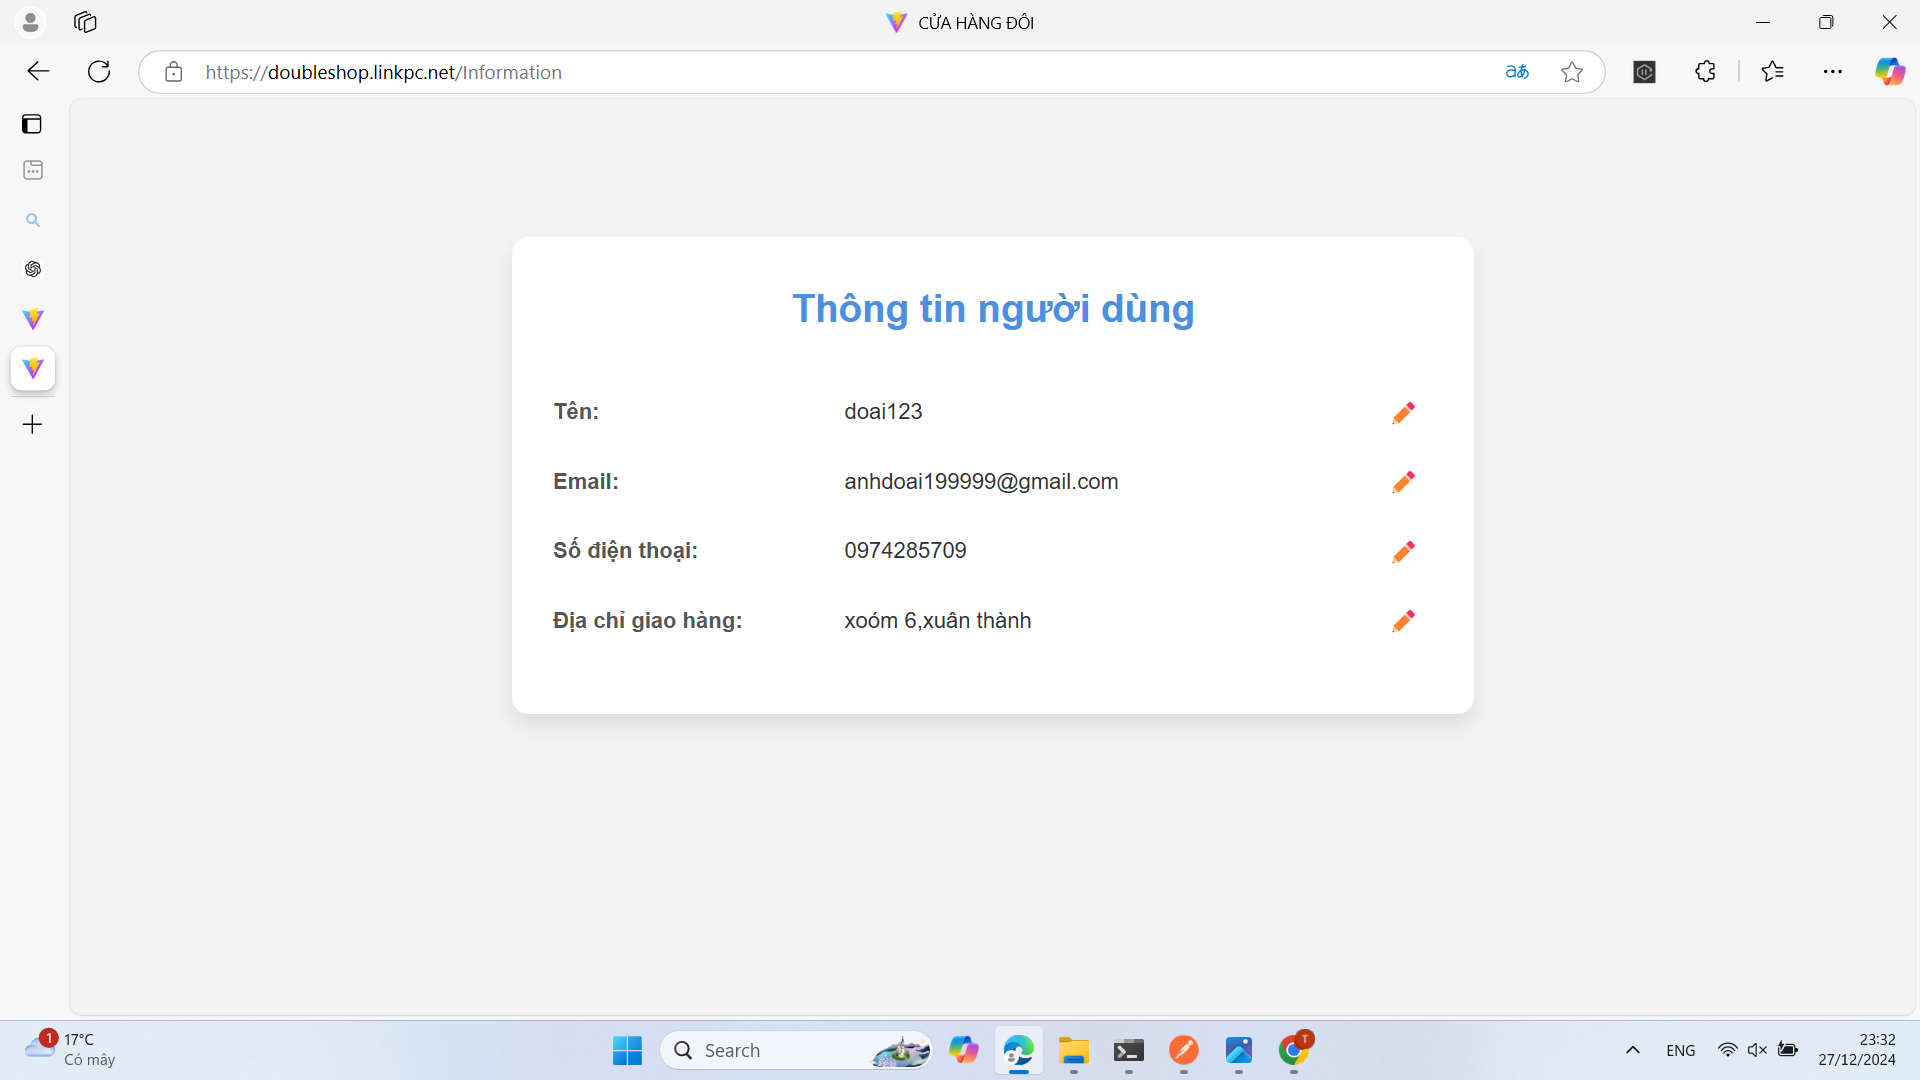 CỬA HÀNG ĐÔI
https://doubleshop.linkpc.net/Information
Thông tin người dùng
Tên: doai123
Email: anhdoai199999@gmail.com
Số điện thoại: 0974285709
Địa chỉ giao hàng: xoóm 6,xuân thành
1
17°C
Có mây
Search
T
ENG
23:32
27/12/2024